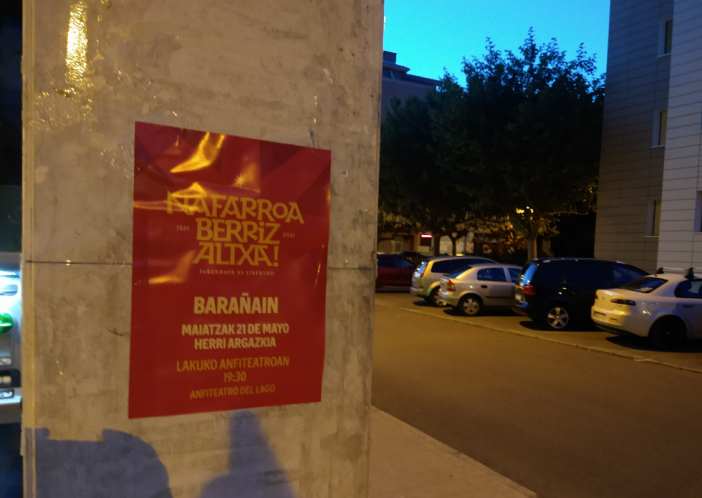 NAFARROA
1521 BERRIZ 2021
ALTXA!
BARAÑAIN
MAIATZAK 21 DE MAYO
HERRI ARGAZKIA
LAKUKO ANFITEATROAN
19:30
ANFITEATRO DEL LAGO